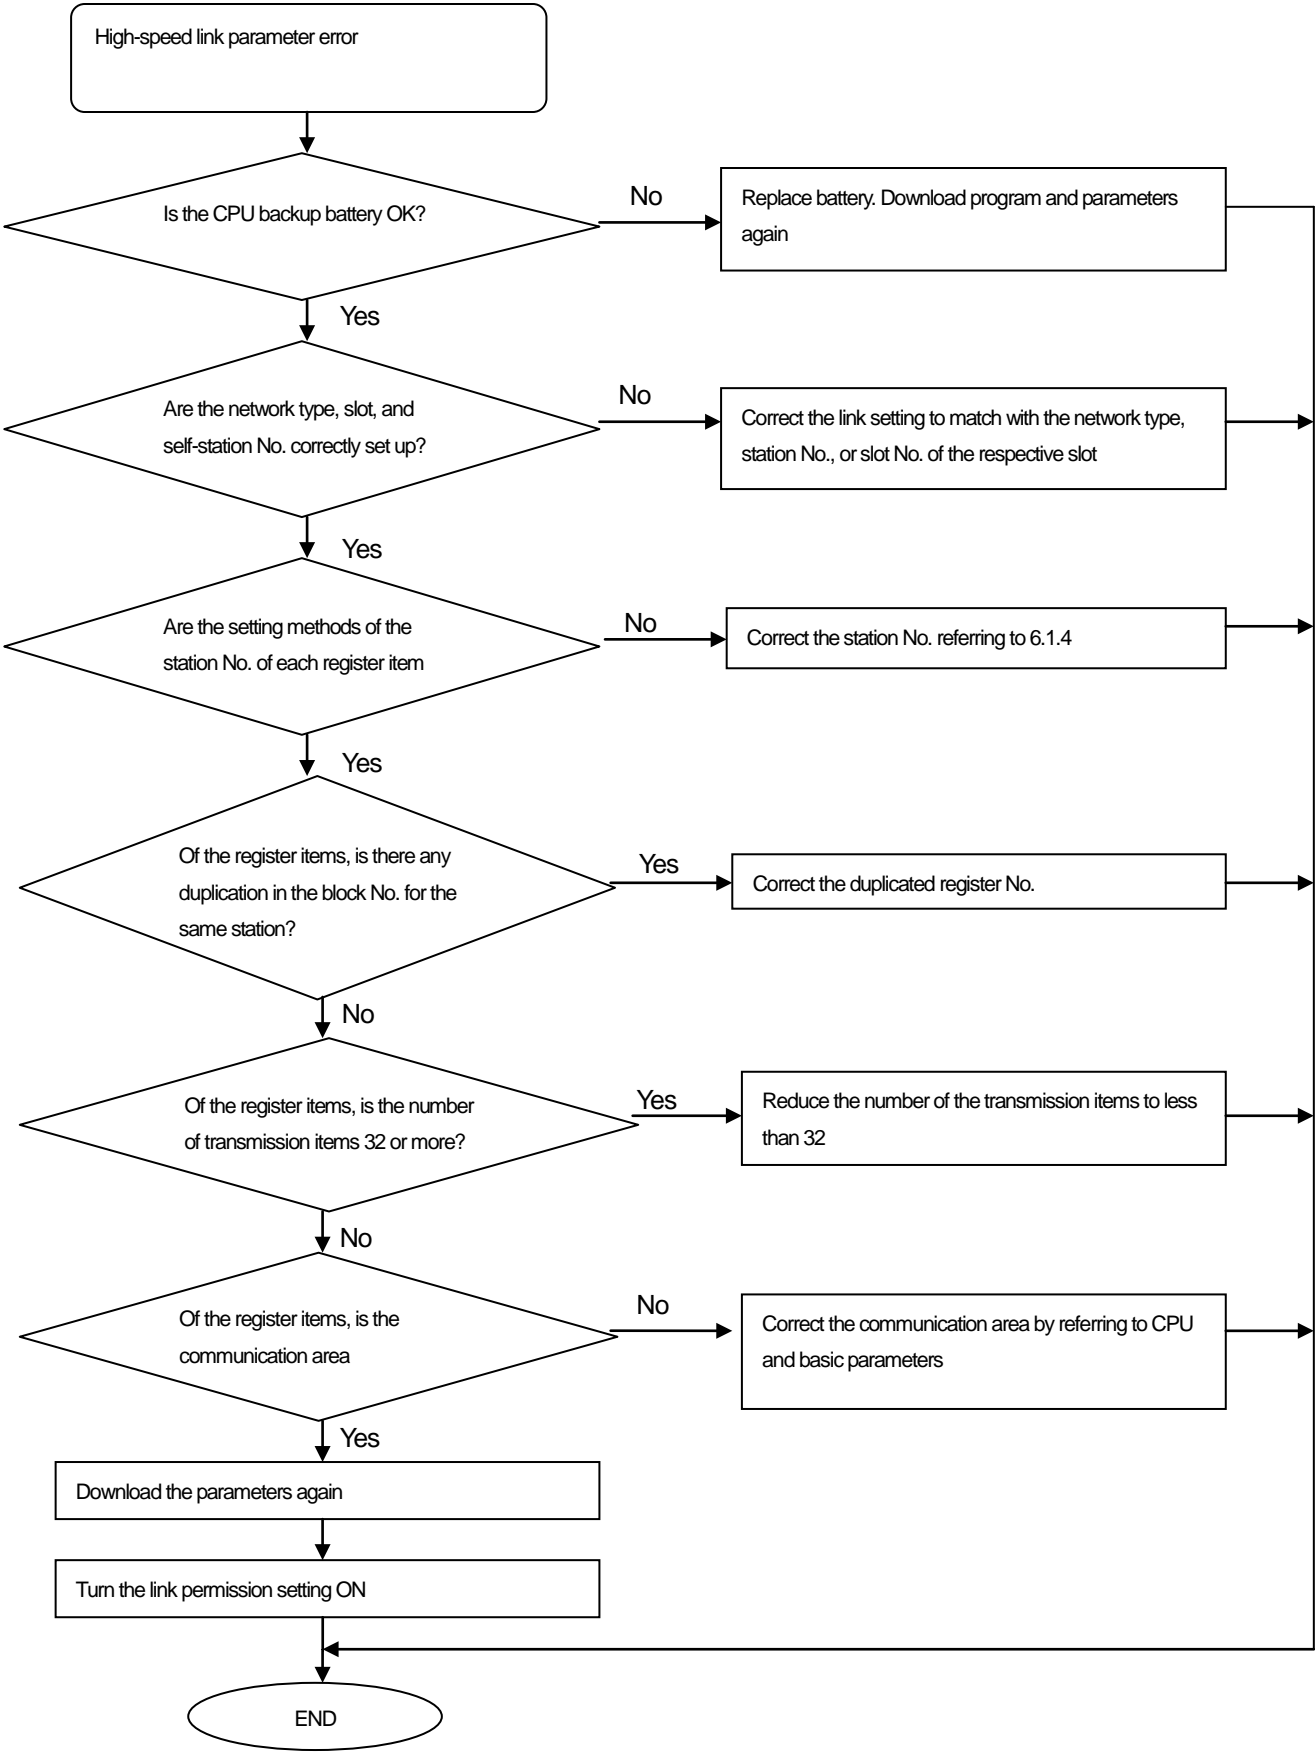 High-speed link parameter error
Is the CPU backup battery OK?
No
Replace battery. Download program and parameters
again
Yes
Are the network type, slot, and
self-station No. correctly set up?
No
Correct the link setting to match with the network type,
station No., or slot No. of the respective slot
Yes
Are the setting methods of the
station No. of each register item
No
Correct the station No. referring to 6.1.4
Yes
Of the register items, is there any
duplication in the block No. for the
same station?
Yes
Correct the duplicated register No.
No
Of the register items, is the number
of transmission items 32 or more?
Yes
Reduce the number of the transmission items to less
than 32
No
Of the register items, is the
communication area
No
Correct the communication area by referring to CPU
and basic parameters
Yes
Download the parameters again
Turn the link permission setting ON
END